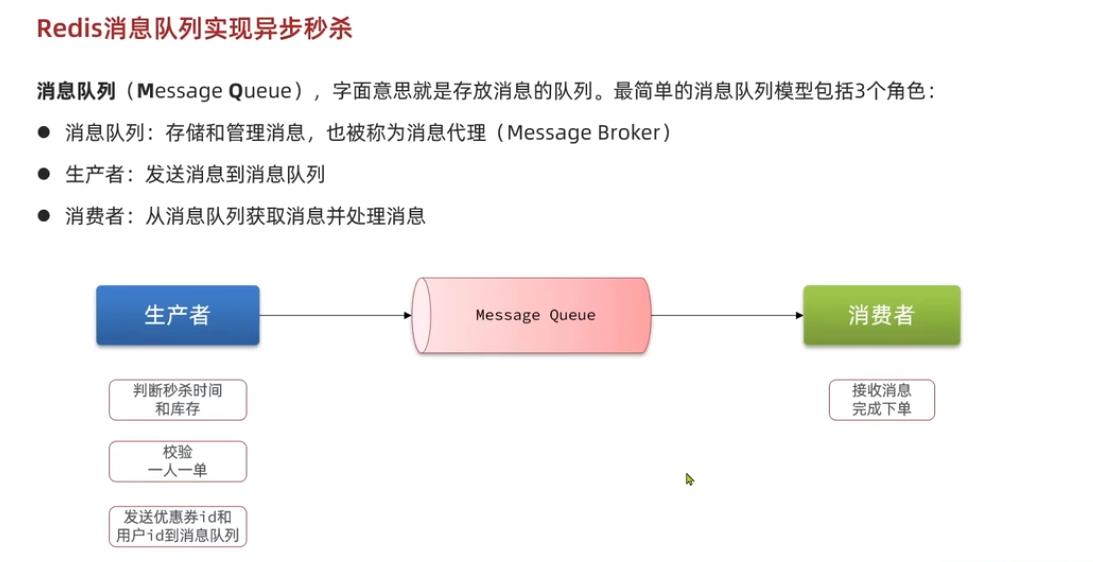 Redis消息队列实现异步秒杀
消息队列（Message Queue），字面意思就是存放消息的队列。最简单的消息队列模型包括3个角色：
● 消息队列：存储和管理消息，也被称为消息代理（Message Broker）
● 生产者：发送消息到消息队列
● 消费者：从消息队列获取消息并处理消息
生产者
Message Queue
消费者
判断秒杀时间
和库存
接收消息
完成下单
校验
一人一单
发送优惠券id和
用户id到消息队列